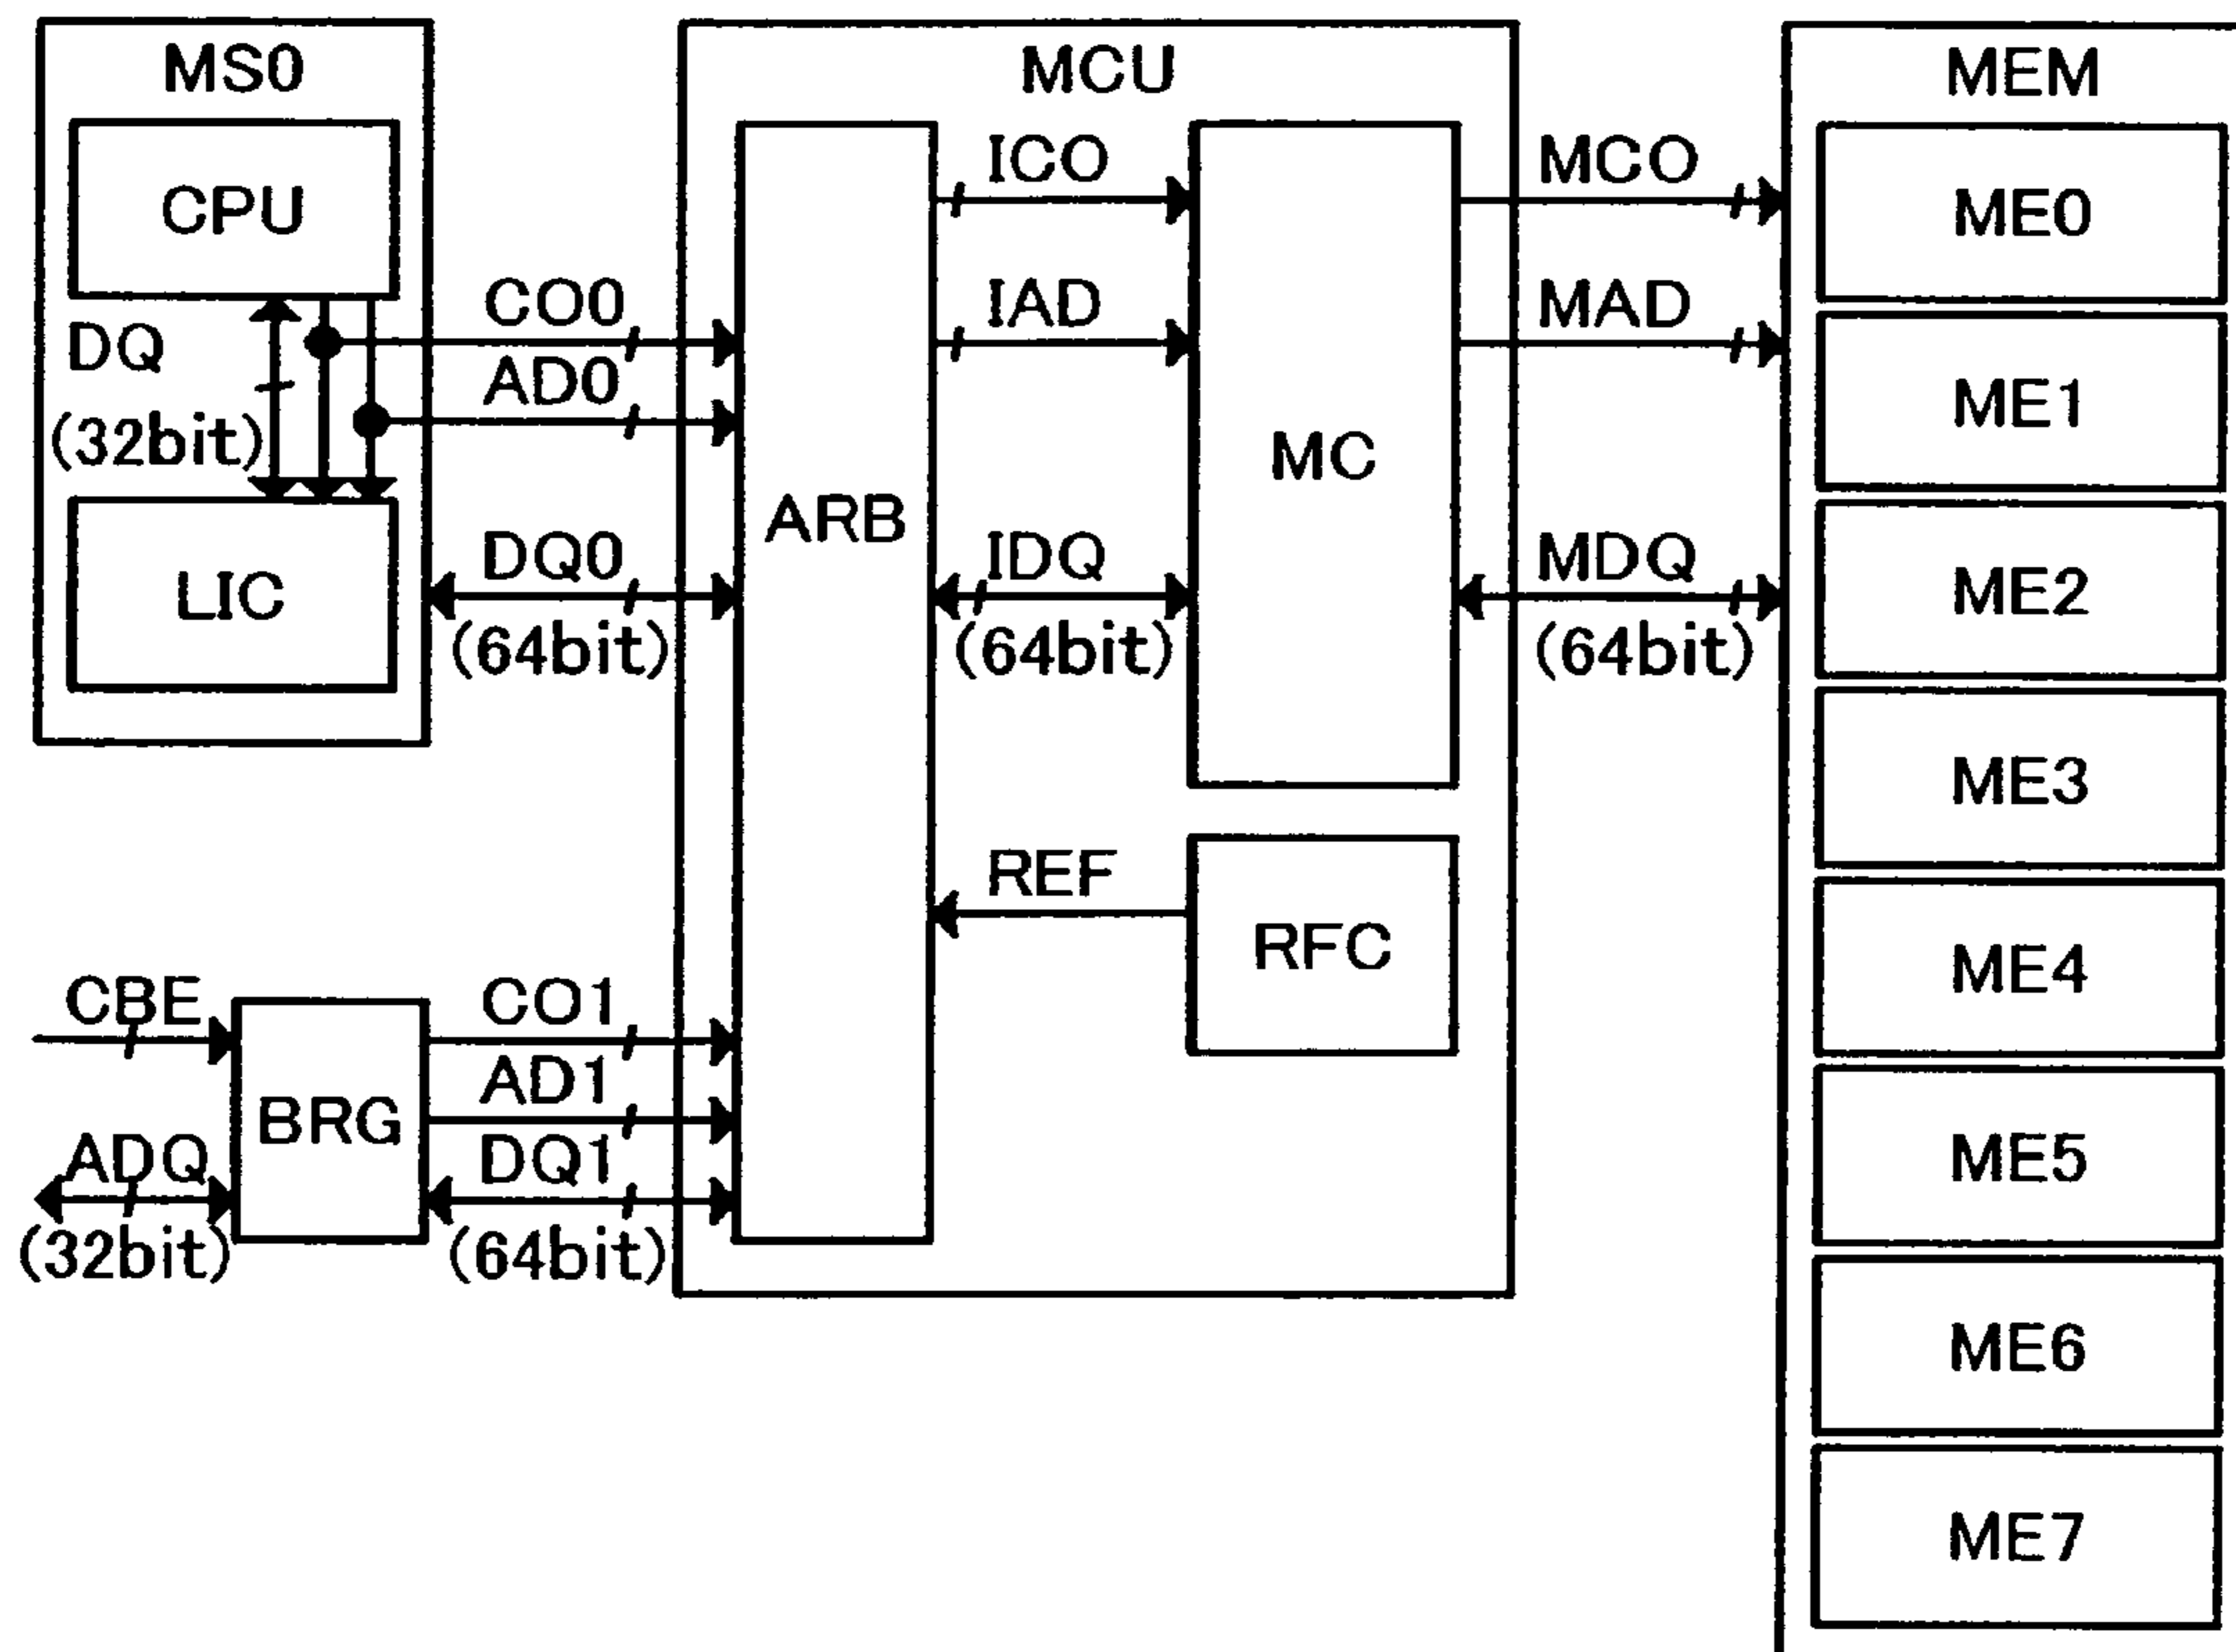 MS0
CPU
DQ
(32bit)
LIC
CO0
AD0
DQ0
(64bit)
CBE
ADQ
(32bit)
BRG
CO1
AD1
DQ1
(64bit)
MCU
ARB
ICO
IAD
IDQ
(64bit)
REF
MC
RFC
MCO
MAD
MDQ
(64bit)
MEM
ME0
ME1
ME2
ME3
ME4
ME5
ME6
ME7